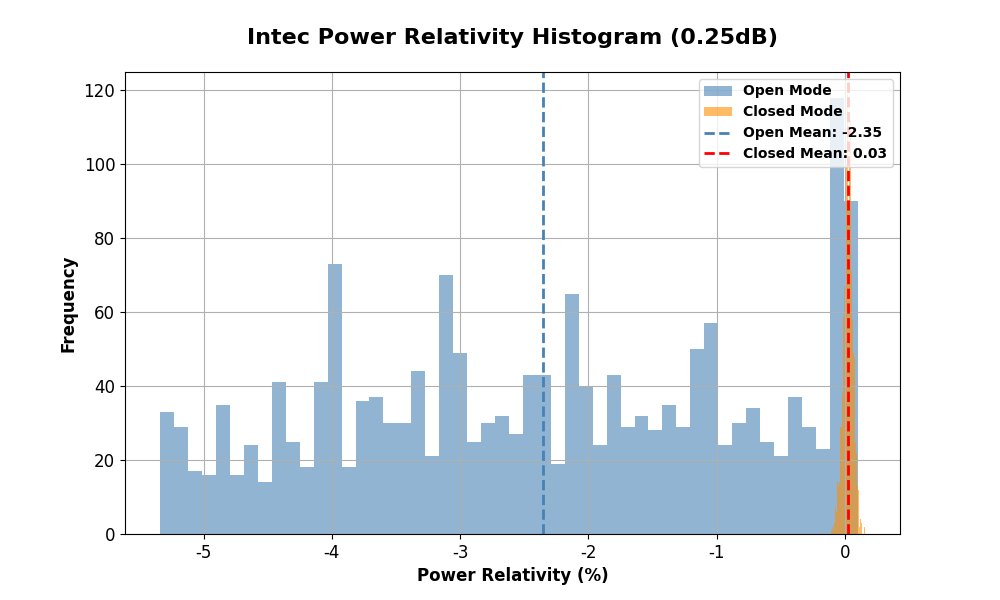 Intec Power Relativity Histogram (0.25dB)
Open Mode
Closed Mode
Open Mean: -2.35
Closed Mean: 0.03
120
100
80
60
40
20
0
Frequency
-5 -4 -3 -2 -1 0
Power Relativity (%)